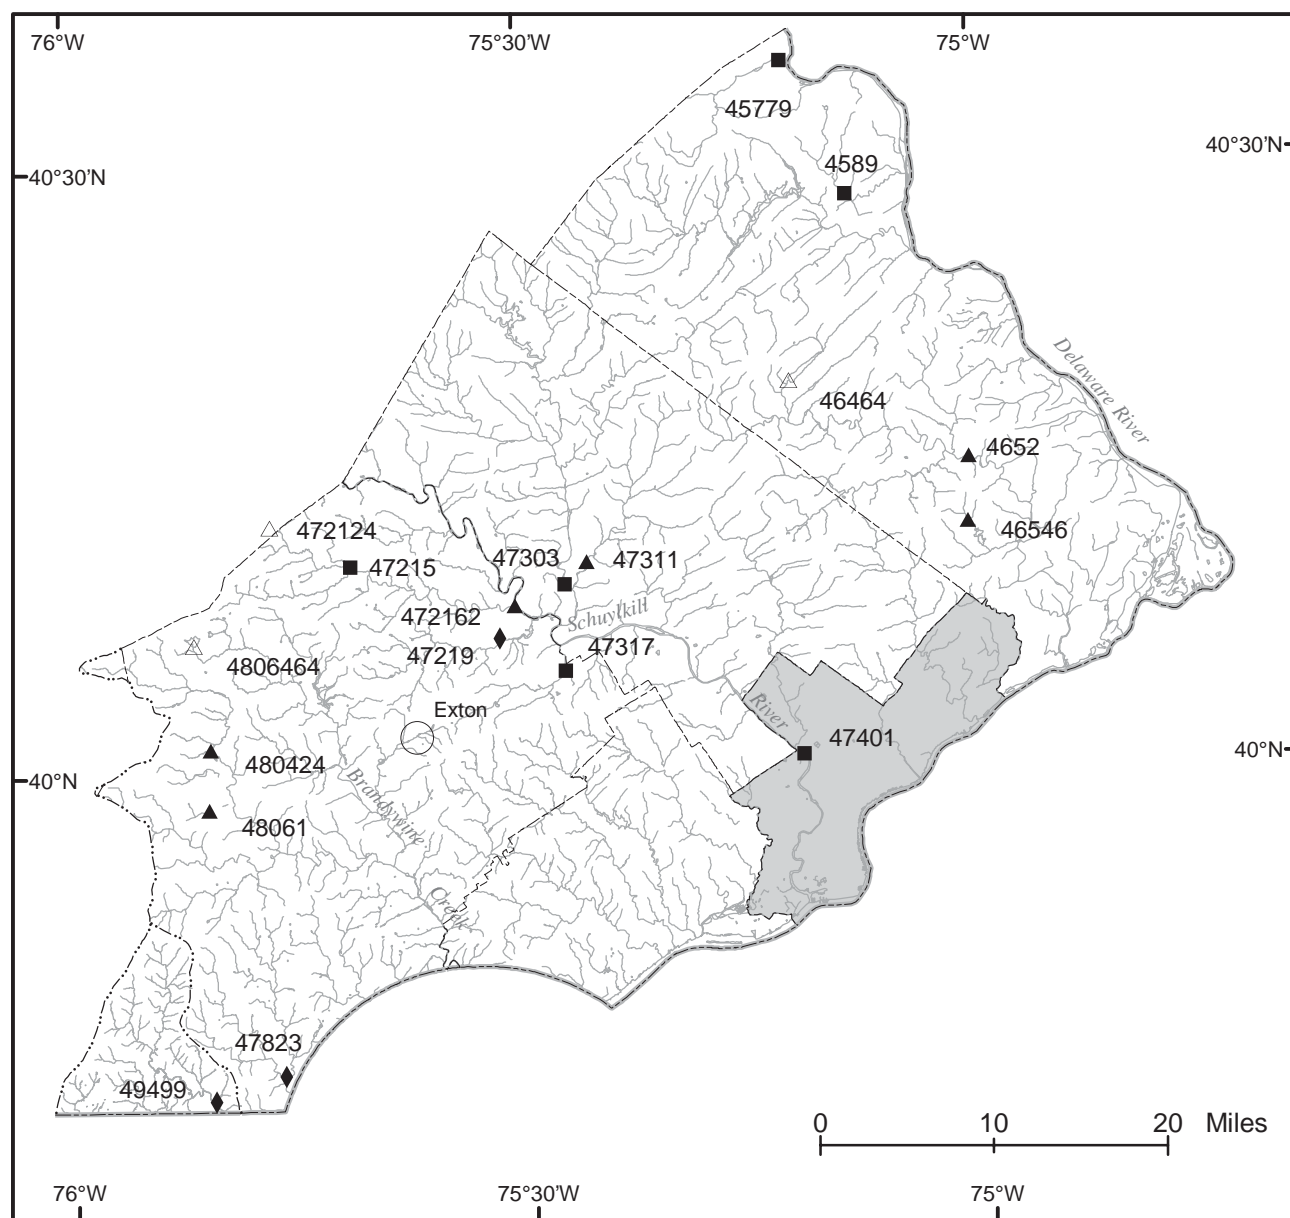 76°W
75°30'W
75°W
45779
4589
40°30'N
40°30'N
Delaware River
46464
4652
46546
472124
47215
47303
47311
472162
Schuylkill
47219
47317
4806464
River
Exton
47401
40°N
40°N
480424
Brandywine
48061
Creek
47823
49499
0 10 20 Miles
76°W
75°30'W
75°W